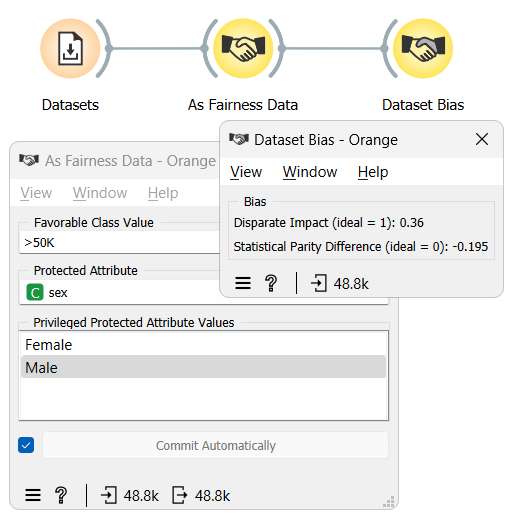 Datasets
As Fairness Data
Dataset Bias
As Fairness Data - Orange
View Window Help
Favorable Class Value
>50K
Protected Attribute
C sex
Privileged Protected Attribute Values
Female
Male
Commit Automatically
? 48.8k 48.8k
Dataset Bias - Orange
View Window Help
Bias
Disparate Impact (ideal = 1): 0.36
Statistical Parity Difference (ideal = 0): -0.195
? 48.8k